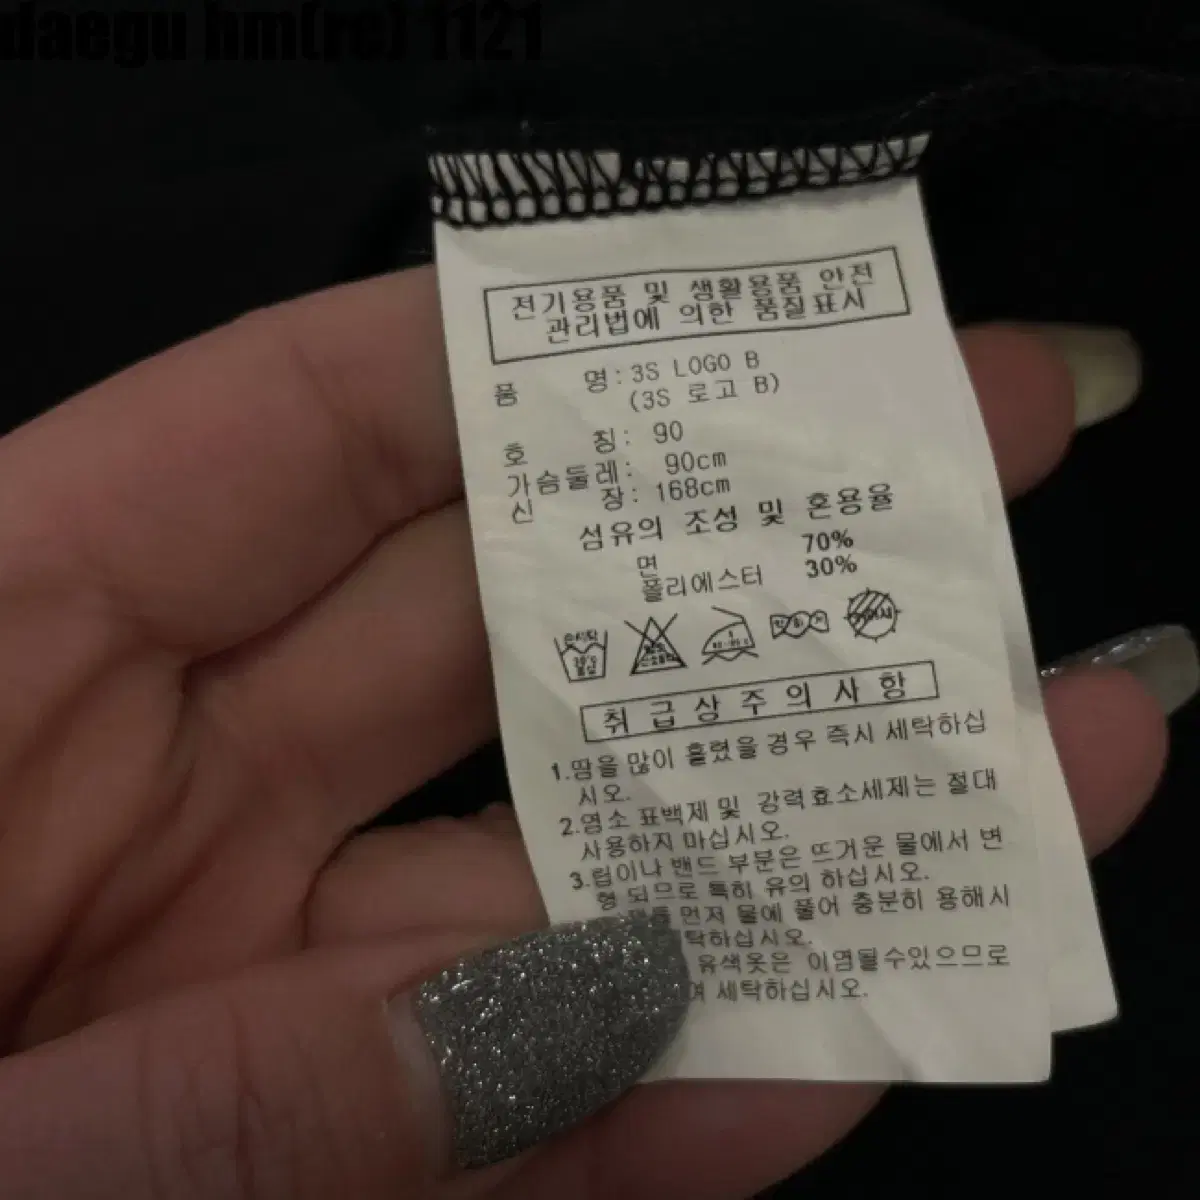 daegu bm(rc) 1121
전기용품 및 생활용품 안전
관리법에 의한 품질표시
품 명: 3S LOGO B
(3S 로고 B)
호 칭: 90
가슴둘레: 90cm
신 장: 168cm
섬유의 조성 및 혼용율
면 70%
폴리에스터 30%
취급상주의사항
1.땀을 많이 흘렸을 경우 즉시 세탁하십
시오.
2.염소 표백제 및 강력효소세제는 절대
사용하지 마십시오.
3.립이나 밴드 부분은 뜨거운 물에서 변
형 되므로 특히 유의 하십시오.
먼저 물에 풀어 충분히 용해시
탁하십시오.
유색옷은 이염될수있으므로
세탁하십시오.